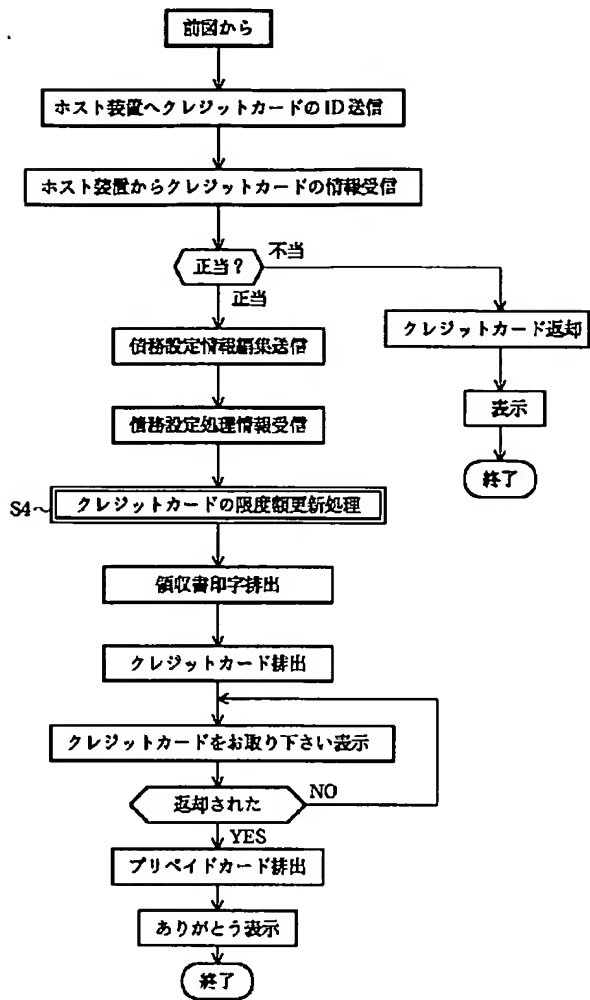 前図から
ホスト装置へクレジットカードのID送信
ホスト装置からクレジットカードの情報受信
正当？
不当
正当
クレジットカード返却
表示
終了
債務設定情報編集送信
債務設定処理情報受信
S4
クレジットカードの限度額更新処理
領収書印字排出
クレジットカード排出
クレジットカードをお取り下さい表示
返却された
NO
YES
プリペイドカード排出
ありがとう表示
終了